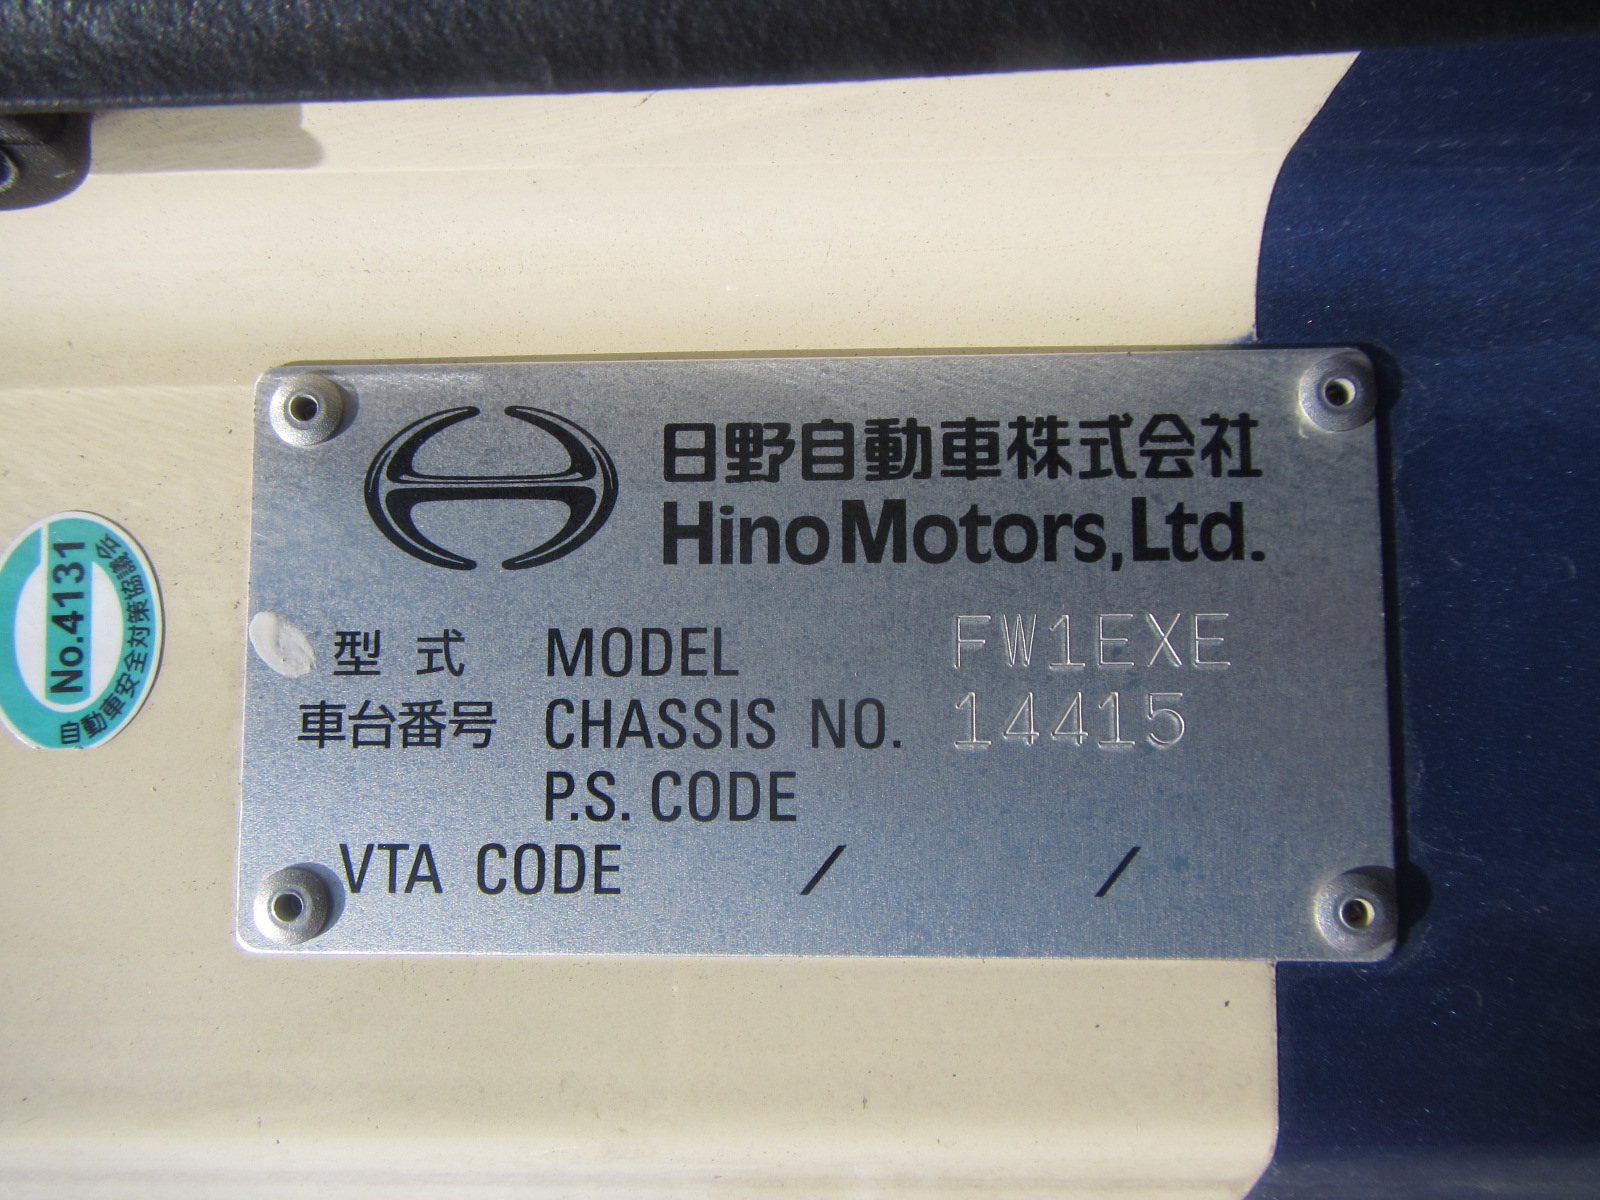 日野自動車株式会社
Hino Motors, Ltd.
型式 MODEL FW1EXE
車台番号 CHASSIS NO. 14415
P.S. CODE
VTA CODE / /
No.4131
自動車安全対策協議会